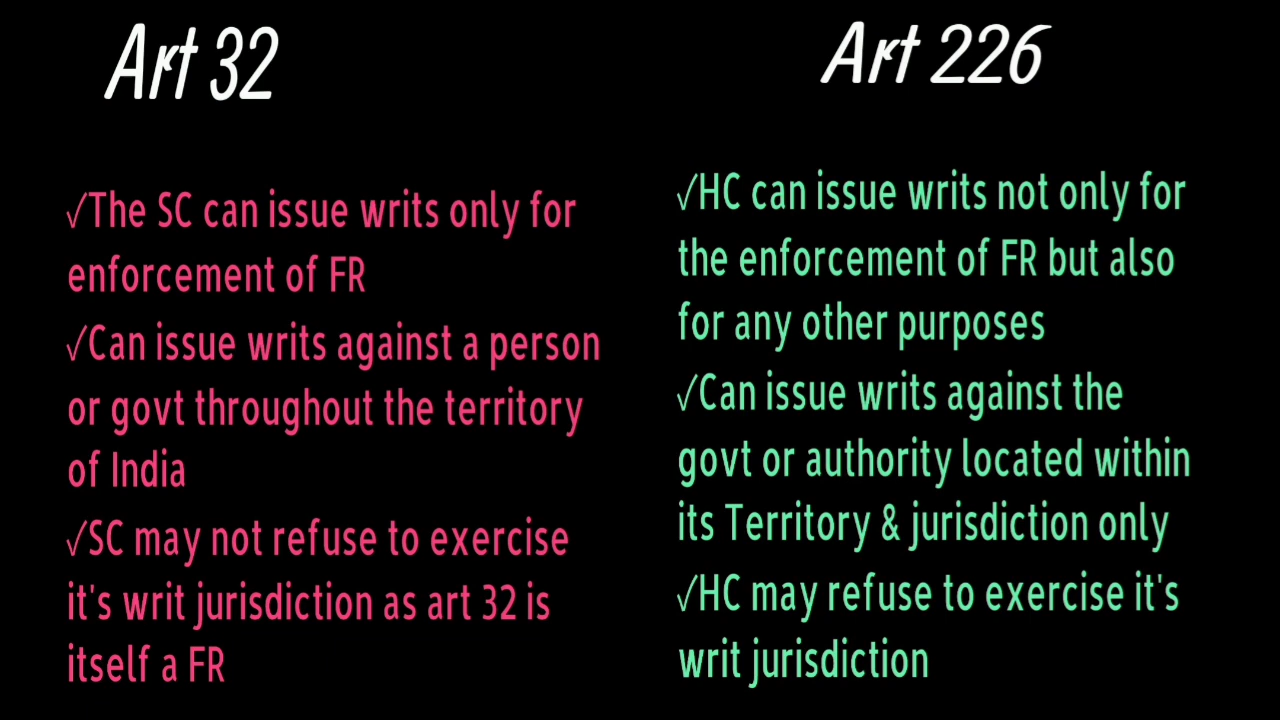 Art 32
✓The SC can issue writs only for
enforcement of FR
✓Can issue writs against a person
or govt throughout the territory
of India
✓SC may not refuse to exercise
it's writ jurisdiction as art 32 is
itself a FR
Art 226
✓HC can issue writs not only for
the enforcement of FR but also
for any other purposes
✓Can issue writs against the
govt or authority located within
its Territory & jurisdiction only
✓HC may refuse to exercise it's
writ jurisdiction